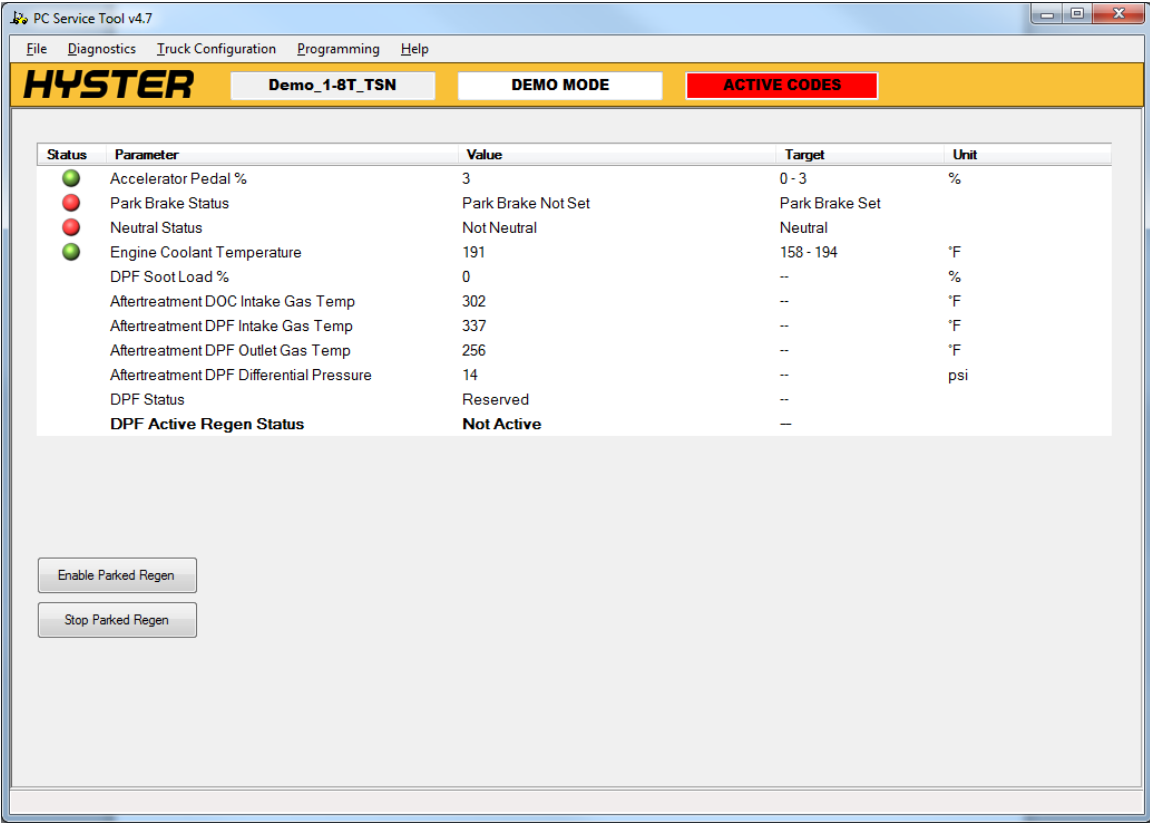 PC Service Tool v4.7
File Diagnostics Truck Configuration Programming Help
HYSTER Demo_1-8T_TSN DEMO MODE ACTIVE CODES
Status Parameter Value Target Unit
Accelerator Pedal % 3 0 - 3 %
Park Brake Status Park Brake Not Set Park Brake Set
Neutral Status Not Neutral Neutral
Engine Coolant Temperature 191 158 - 194 °F
DPF Soot Load % 0 -- %
Aftertreatment DOC Intake Gas Temp 302 -- °F
Aftertreatment DPF Intake Gas Temp 337 -- °F
Aftertreatment DPF Outlet Gas Temp 256 -- °F
Aftertreatment DPF Differential Pressure 14 -- psi
DPF Status Reserved --
DPF Active Regen Status Not Active --
Enable Parked Regen
Stop Parked Regen